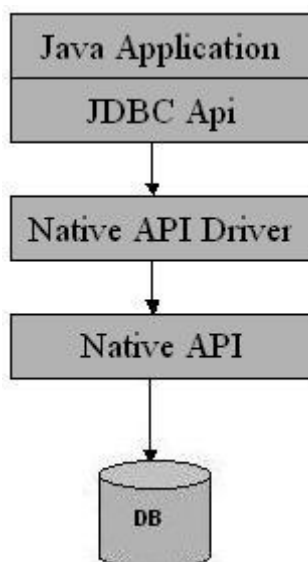 Java Application
JDBC Api
Native API Driver
Native API
DB